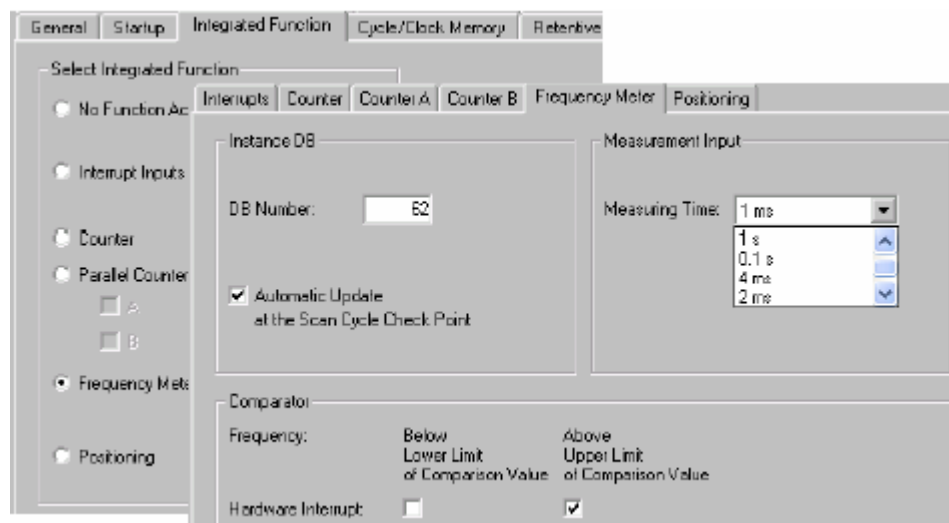 General Startup Integrated Function Cycle/Clock Memory Retentive
Select Integrated Function
No Function Ac
Interrupt Inputs
Counter
Parallel Counter
A
B
Frequency Mete
Positioning
Interrupts Counter Counter A Counter B Frequency Meter Positioning
Instance DB
DB Number: 62
Automatic Update
at the Scan Cycle Check Point
Measurement Input
Measuring Time: 1 ms
1 s
0.1 s
4 ms
2 ms
Comparator
Frequency: Below Above
Lower Limit Upper Limit
of Comparison Value of Comparison Value
Hardware Interrupt: